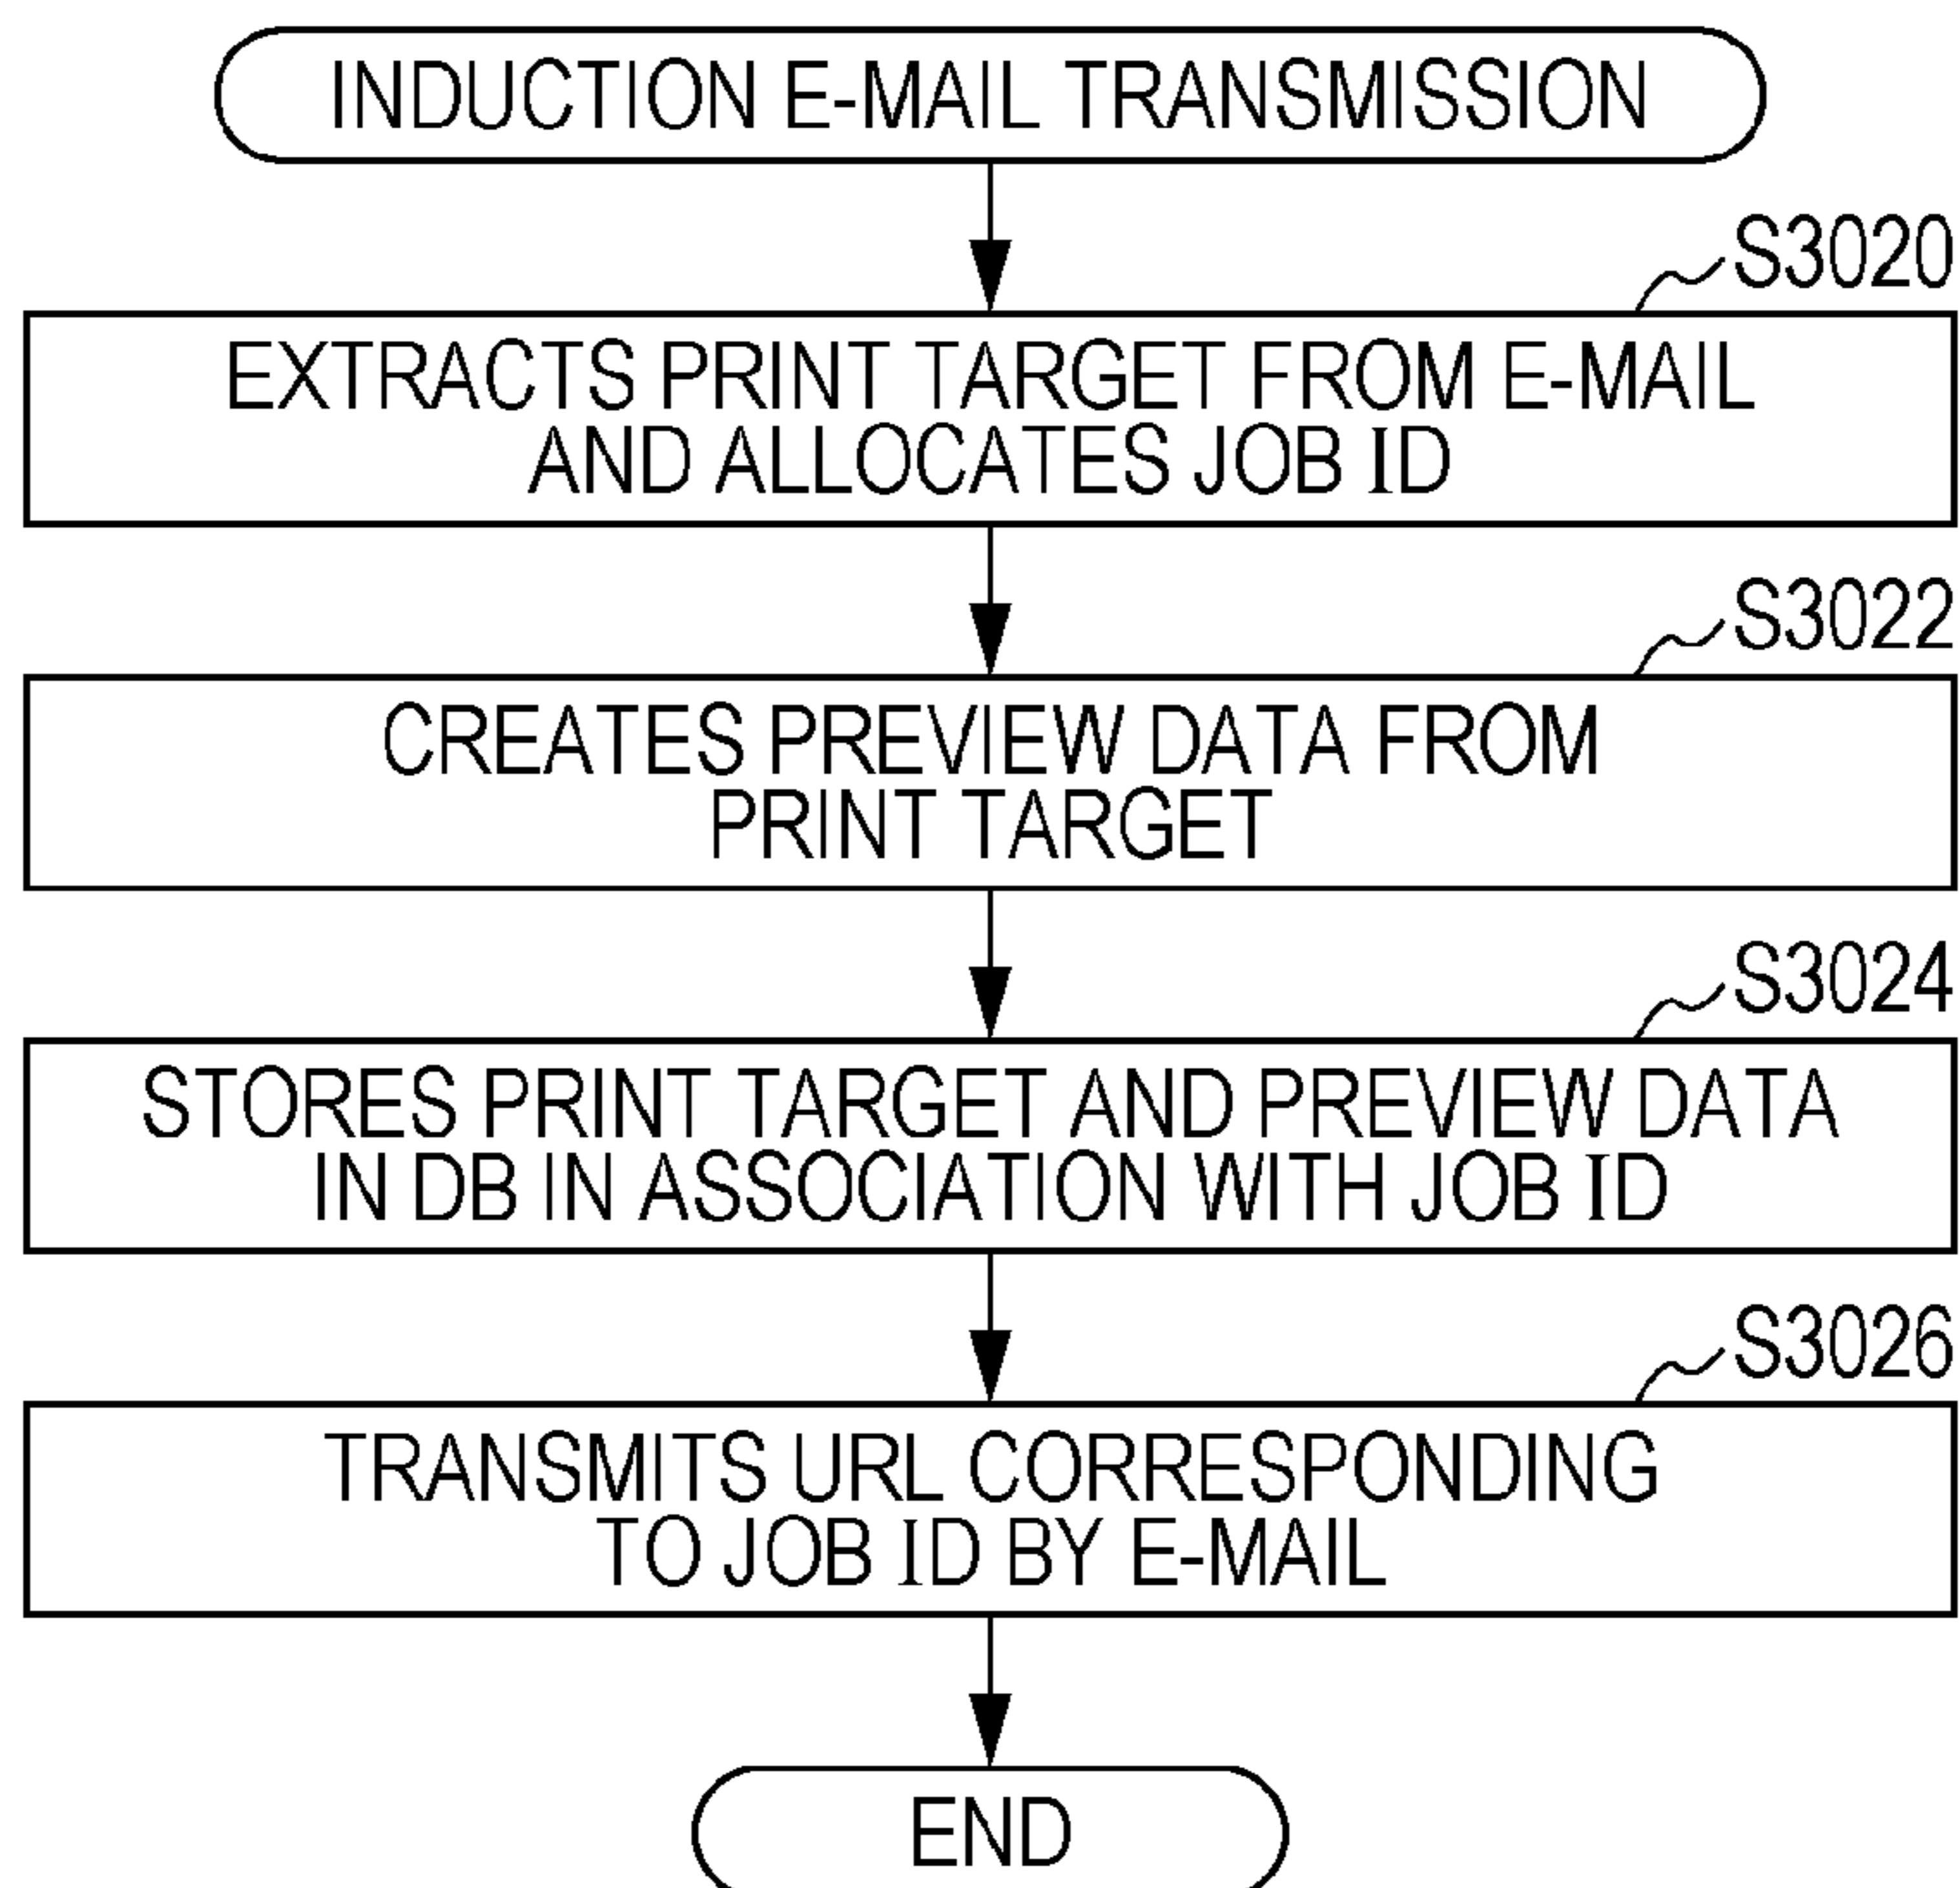 INDUCTION E-MAIL TRANSMISSION
S3020
EXTRACTS PRINT TARGET FROM E-MAIL
AND ALLOCATES JOB ID
S3022
CREATES PREVIEW DATA FROM
PRINT TARGET
S3024
STORES PRINT TARGET AND PREVIEW DATA
IN DB IN ASSOCIATION WITH JOB ID
S3026
TRANSMITS URL CORRESPONDING
TO JOB ID BY E-MAIL
END